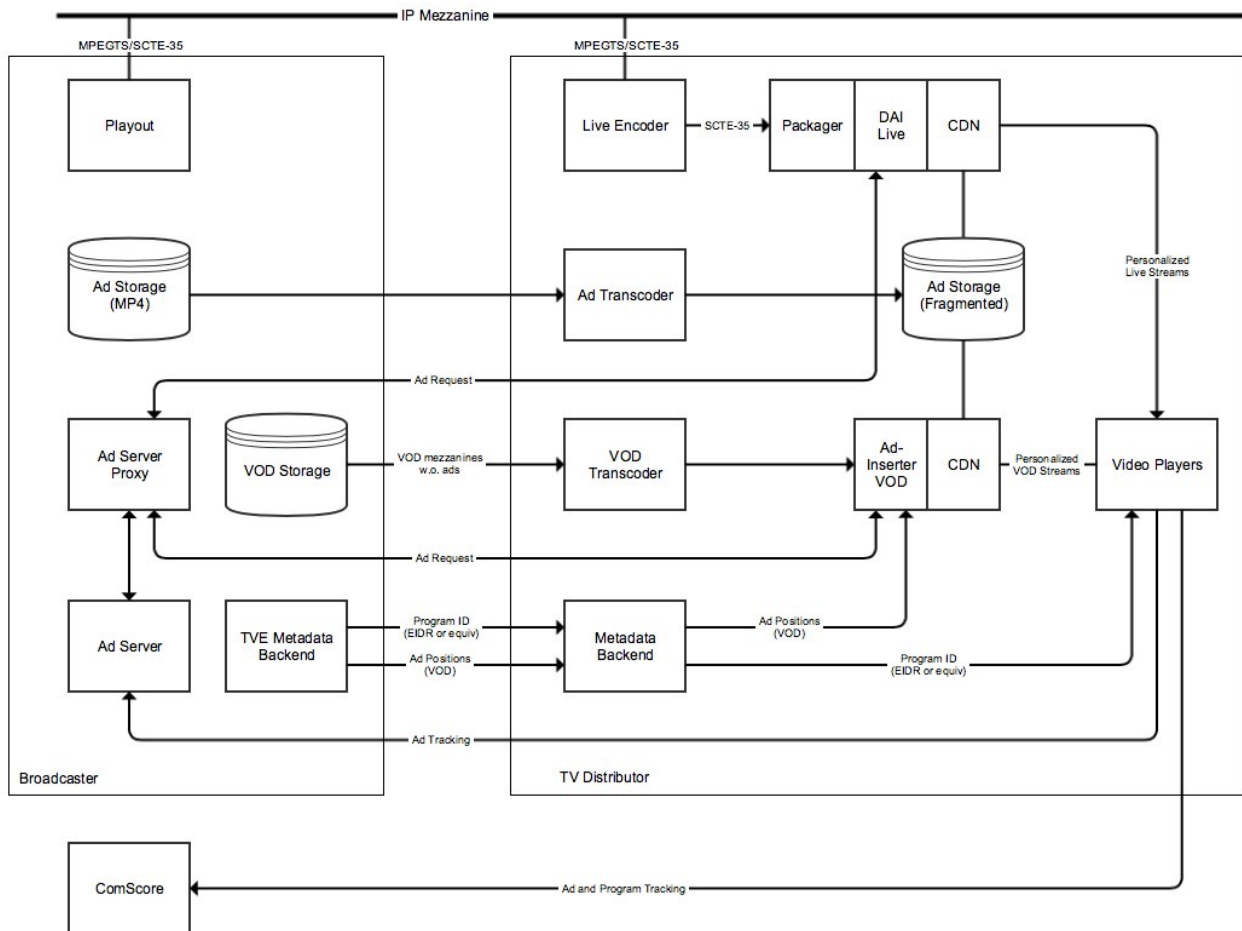 IP Mezzanine
MPEGTS/SCTE-35
MPEGTS/SCTE-35
Playout
Live Encoder
SCTE-35
Packager
DAI
Live
CDN
Personalized
Live Streams
Ad Storage
(MP4)
Ad Transcoder
Ad Storage
(Fragmented)
Ad Request
Ad Server
Proxy
VOD Storage
VOD mezzanines
w.o. ads
VOD
Transcoder
Ad-
Inserter
VOD
CDN
Personalized
VOD Streams
Video Players
Ad Request
Ad Server
TVE Metadata
Backend
Program ID
(EIDR or equiv)
Ad Positions
(VOD)
Metadata
Backend
Ad Positions
(VOD)
Program ID
(EIDR or equiv)
Ad Tracking
Broadcaster
TV Distributor
ComScore
Ad and Program Tracking